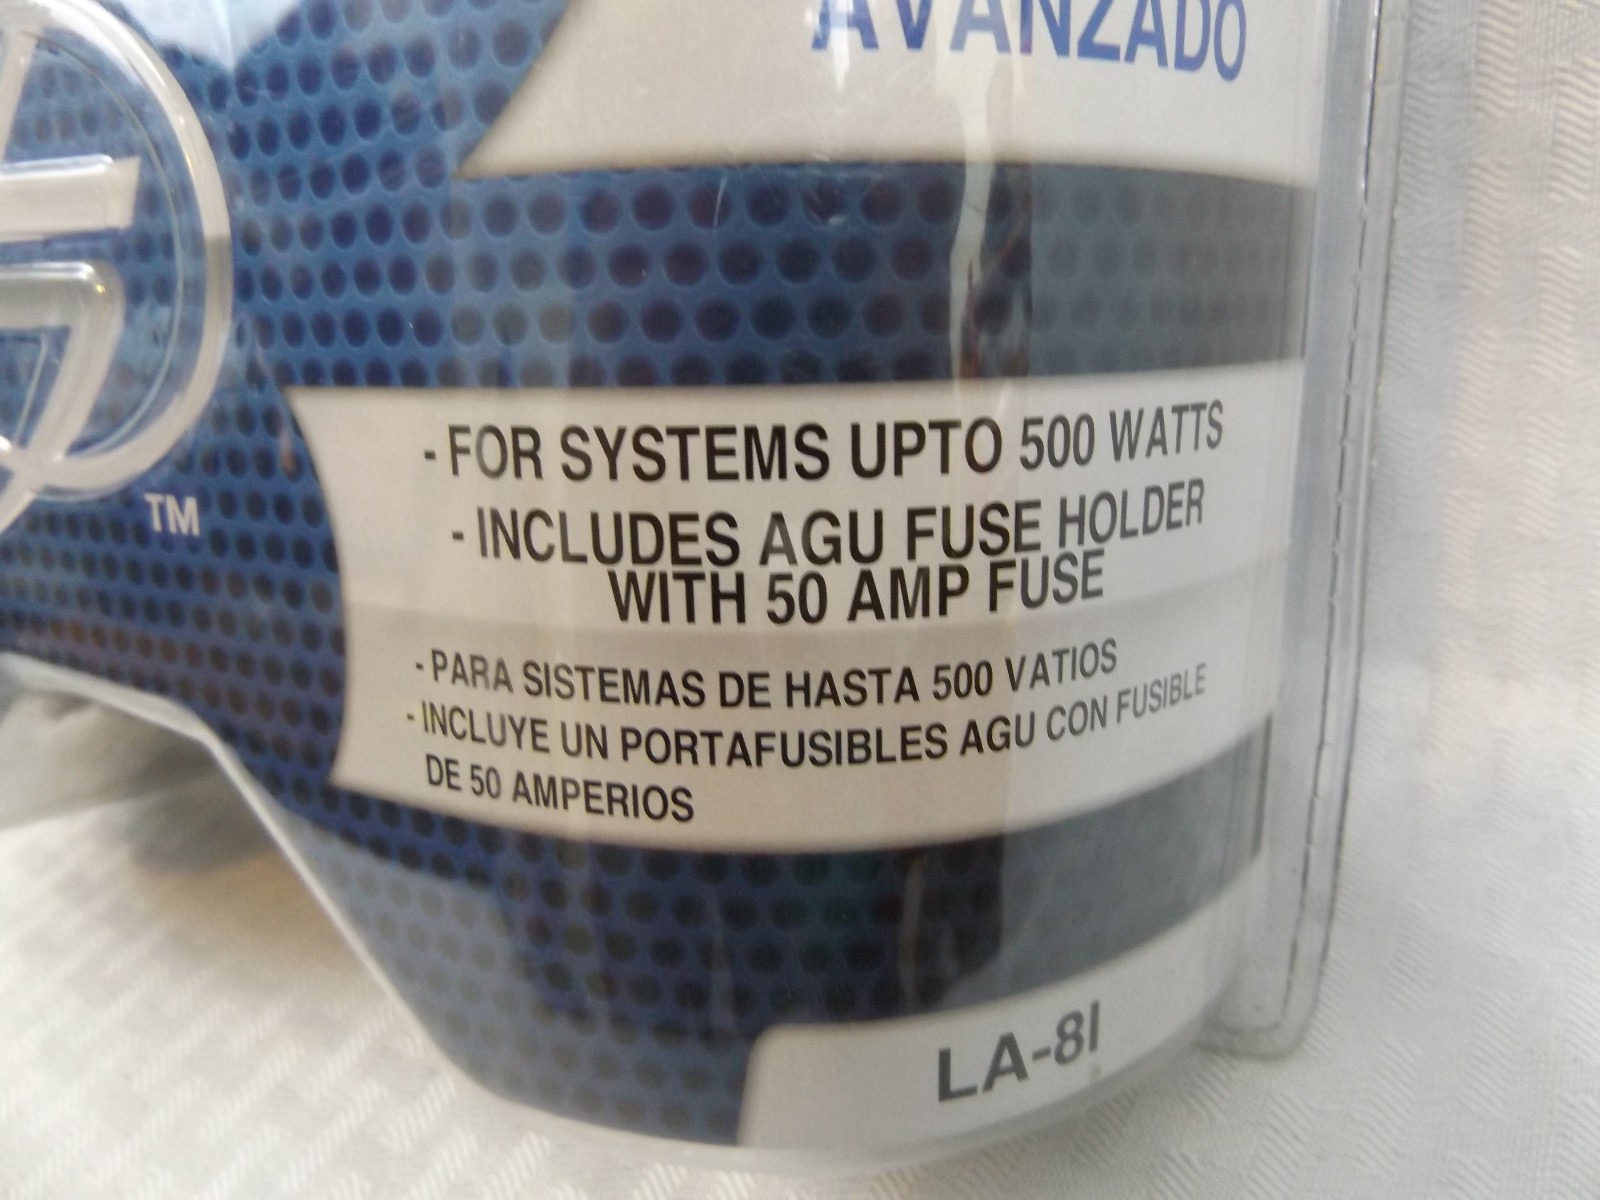 AVANZADO
- FOR SYSTEMS UPTO 500 WATTS
- INCLUDES AGU FUSE HOLDER
WITH 50 AMP FUSE
- PARA SISTEMAS DE HASTA 500 VATIOS
- INCLUYE UN PORTAFUSIBLES AGU CON FUSIBLE
DE 50 AMPERIOS
TM
LA-8I